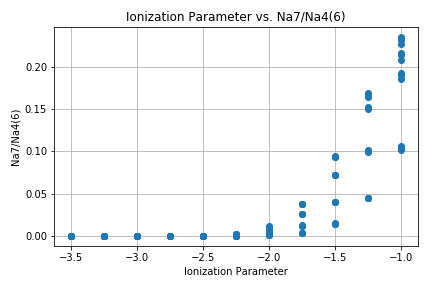 Ionization Parameter vs. Na7/Na4(6)
Na7/Na4(6)
0.20
0.15
0.10
0.05
0.00
−3.5 −3.0 −2.5 −2.0 −1.5 −1.0
Ionization Parameter